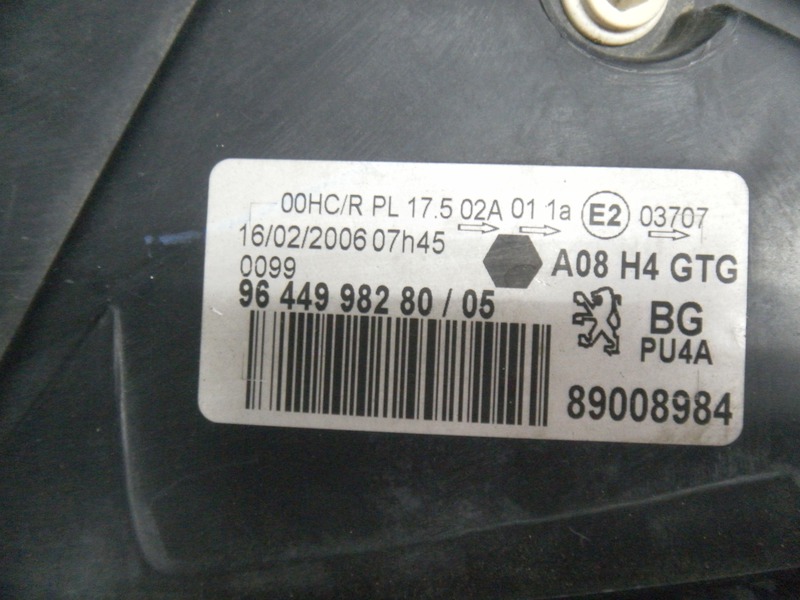 00HC/R PL 17.5 02A 01 1a E2 03707
16/02/2006 07h45
0099
A08 H4 GTG
96 449 982 80 / 05
BG
PU4A
89008984